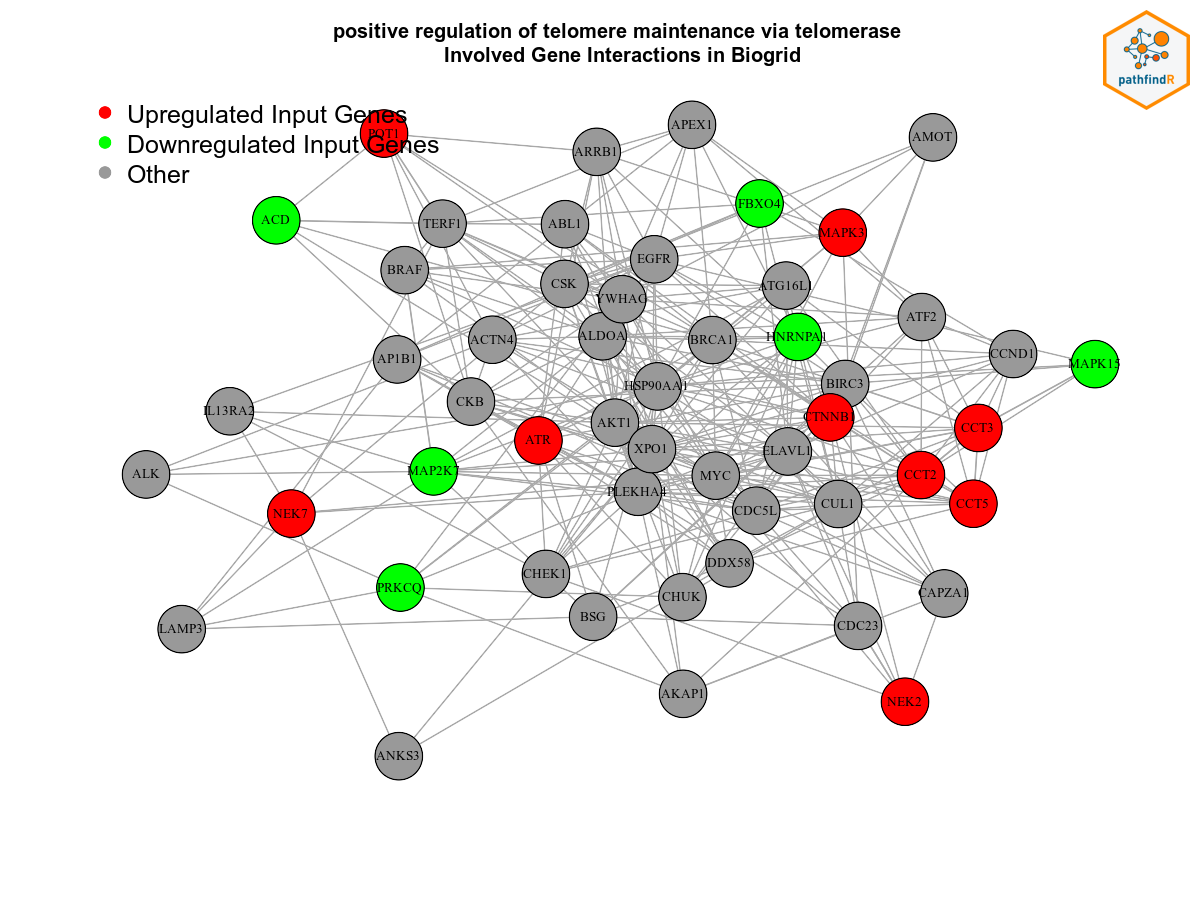 positive regulation of telomere maintenance via telomerase
Involved Gene Interactions in Biogrid
pathfindR
Upregulated Input Genes
Downregulated Input Genes
Other
POT1
APEX1
AMOT
ARRB1
FBXO4
ACD
TERF1
ABL1
MAPK3
EGFR
BRAF
CSK
ATG16L1
YWHAG
ATF2
ACTN4
ALDOA
BRCA1
HNRNPA1
CCND1
AP1B1
MAPK15
HSP90AA1
BIRC3
CKB
IL13RA2
AKT1
CTNNB1
CCT3
ATR
XPO1
ELAVL1
ALK
MAP2K7
MYC
CCT2
PLEKHA4
NEK7
CDC5L
CUL1
CCT5
DDX58
CHEK1
PRKCQ
CHUK
CAPZA1
BSG
LAMP3
CDC23
AKAP1
NEK2
ANKS3